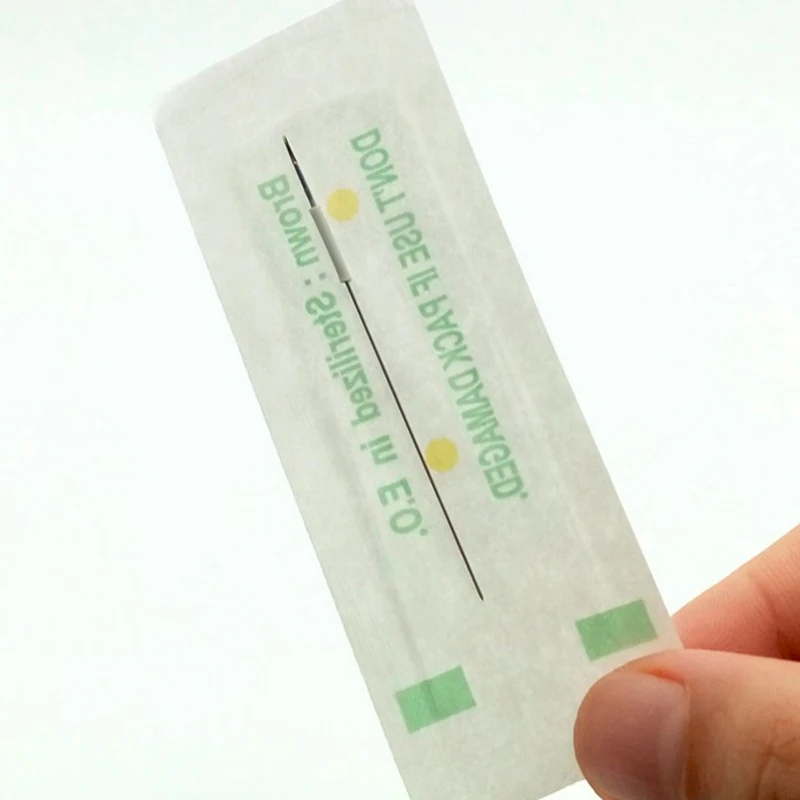 DON'T USE IF PACK DAMAGED.
Brown : Sterilized in E.O.